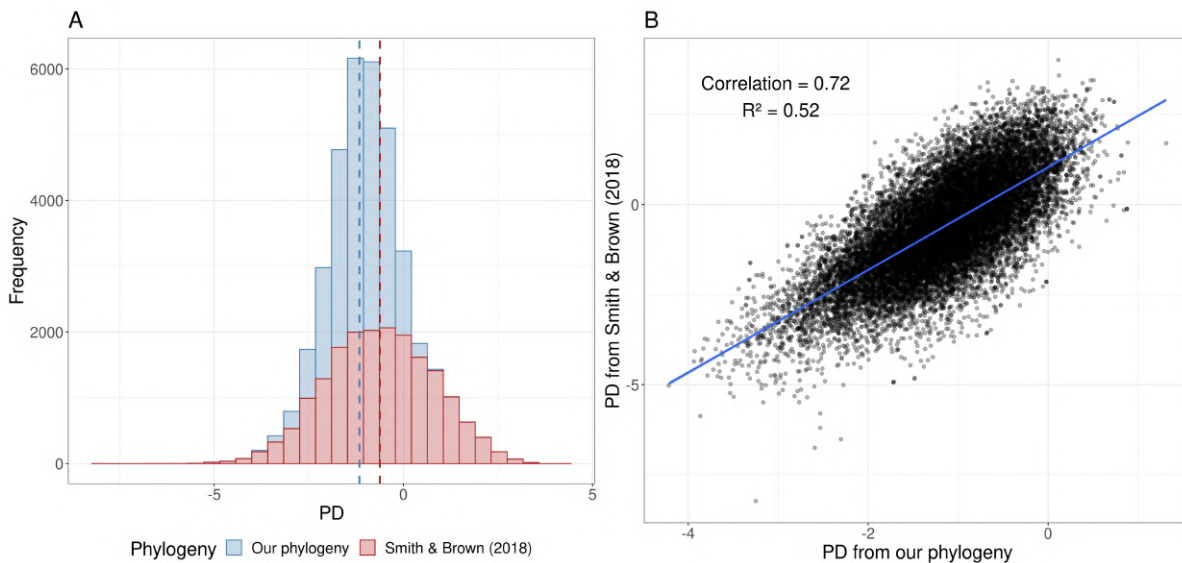 A
Frequency
6000
4000
2000
0
-5
0
5
PD
Phylogeny
Our phylogeny
Smith & Brown (2018)
B
Correlation = 0.72
R² = 0.52
PD from Smith & Brown (2018)
0
-5
-4
-2
0
PD from our phylogeny